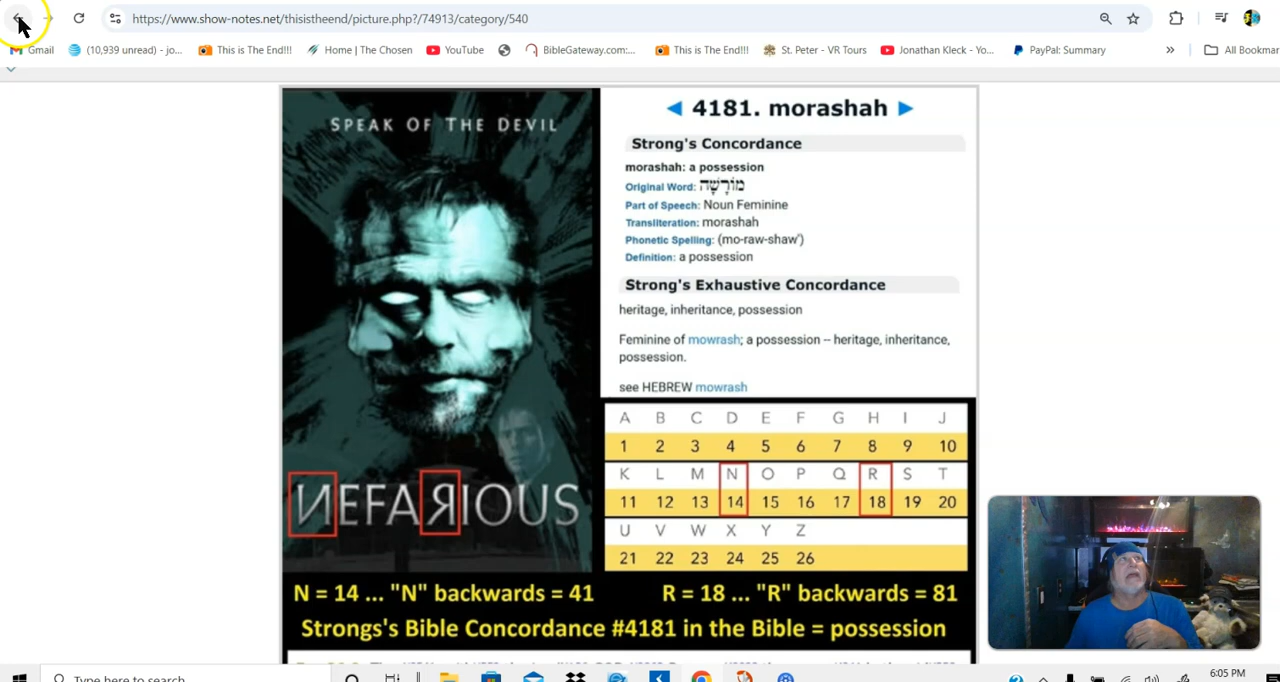 https://www.show-notes.net/thisistheend/picture.php?/74913/category/540
Gmail
(10,939 unread) - jo...
This is The End!!!
Home | The Chosen
YouTube
BibleGateway.com:...
This is The End!!!
St. Peter - VR Tours
Jonathan Kleck - Yo...
PayPal: Summary
»
All Bookmar
SPEAK OF THE DEVIL
ИEFAЯIOUS
4181. morashah
Strong's Concordance
morashah: a possession
Original Word: מוֹרָשָׁה
Part of Speech: Noun Feminine
Transliteration: morashah
Phonetic Spelling: (mo-raw-shaw')
Definition: a possession
Strong's Exhaustive Concordance
heritage, inheritance, possession
Feminine of mowrash; a possession -- heritage, inheritance,
possession.
see HEBREW mowrash
A B C D E F G H I J
1 2 3 4 5 6 7 8 9 10
K L M N O P Q R S T
11 12 13 14 15 16 17 18 19 20
U V W X Y Z
21 22 23 24 25 26
N = 14 ... "N" backwards = 41 R = 18 ... "R" backwards = 81
Strongs's Bible Concordance #4181 in the Bible = possession
Type here to search
6:05 PM